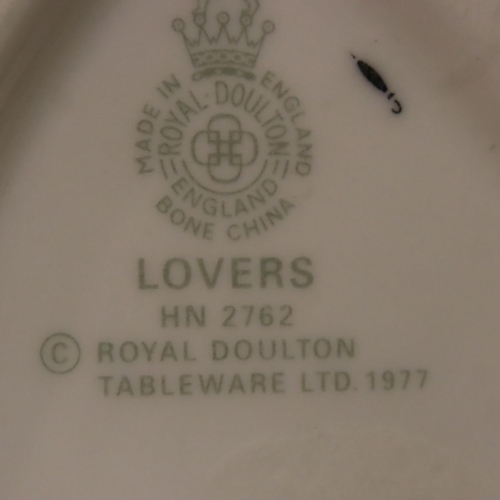 MADE IN ENGLAND
ROYAL · DOULTON
ENGLAND
BONE CHINA
LOVERS
HN 2762
© ROYAL DOULTON
TABLEWARE LTD. 1977